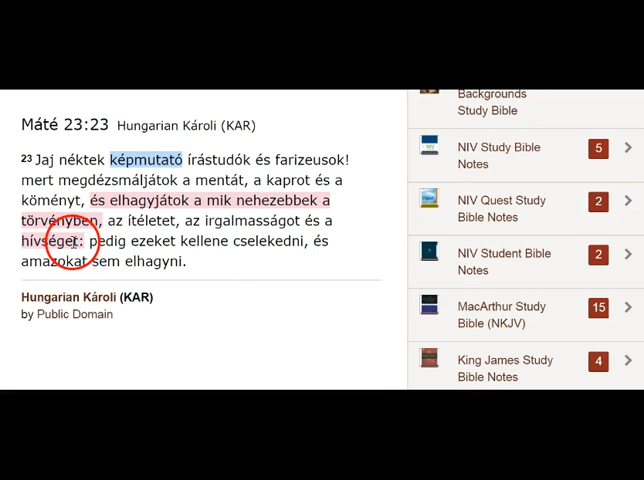 Máté 23:23 Hungarian Károli (KAR)
23 Jaj néktek képmutató írástudók és farizeusok!
mert megdézsmáljátok a mentát, a kaprot és a
köményt, és elhagyjátok a mik nehezebbek a
törvényben, az ítéletet, az irgalmasságot és a
hívséget: pedig ezeket kellene cselekedni, és
amazokat sem elhagyni.
Hungarian Károli (KAR)
by Public Domain
Backgrounds
Study Bible
NIV Study Bible
Notes
5
NIV Quest Study
Bible Notes
2
NIV Student Bible
Notes
2
MacArthur Study
Bible (NKJV)
15
King James Study
Bible Notes
4